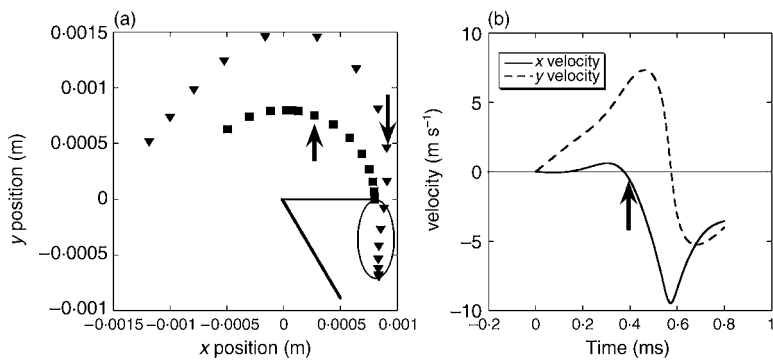 (a)
0·0015
0·001
0·0005
0
−0·0005
−0·001
−0·0015 −0·001 −0·0005 0 0·0005 0·001
x position (m)
y position (m)
(b)
10
5
0
−5
−10
x velocity
y velocity
−0·2 0 0·2 0·4 0·6 0·8 1
Time (ms)
velocity (m s⁻¹)